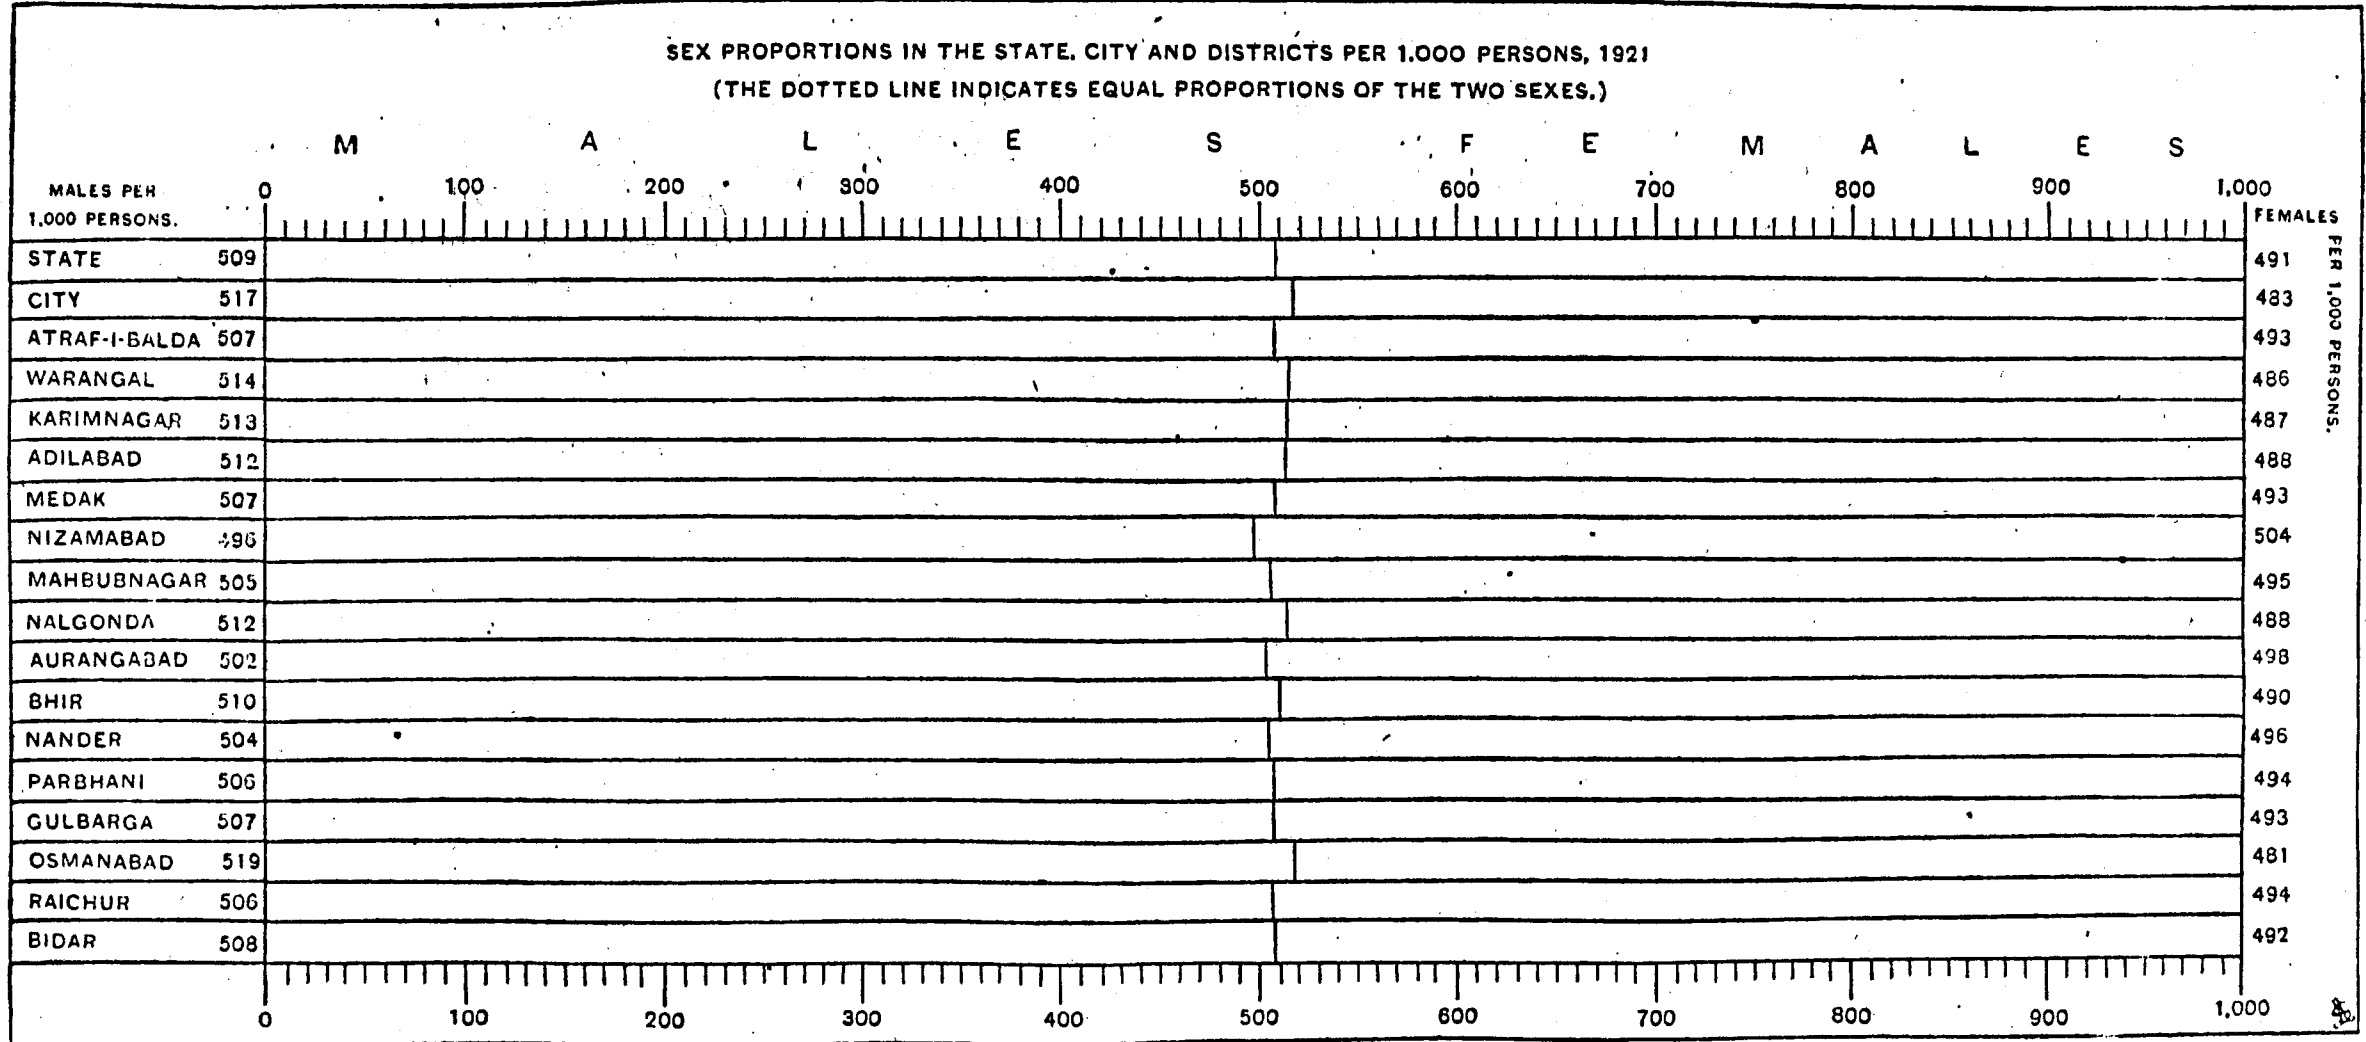 SEX PROPORTIONS IN THE STATE. CITY AND DISTRICTS PER 1.000 PERSONS, 1921
(THE DOTTED LINE INDICATES EQUAL PROPORTIONS OF THE TWO SEXES.)
M A L E S F E M A L E S
MALES PER 1,000 PERSONS.
0 100 200 300 400 500 600 700 800 900 1,000
FEMALES PER 1,000 PERSONS.
STATE 509 491
CITY 517 483
ATRAF-I-BALDA 507 493
WARANGAL 514 486
KARIMNAGAR 513 487
ADILABAD 512 488
MEDAK 507 493
NIZAMABAD 496 504
MAHBUBNAGAR 505 495
NALGONDA 512 488
AURANGABAD 502 498
BHIR 510 490
NANDER 504 496
PARBHANI 506 494
GULBARGA 507 493
OSMANABAD 519 481
RAICHUR 506 494
BIDAR 508 492
0 100 200 300 400 500 600 700 800 900 1,000